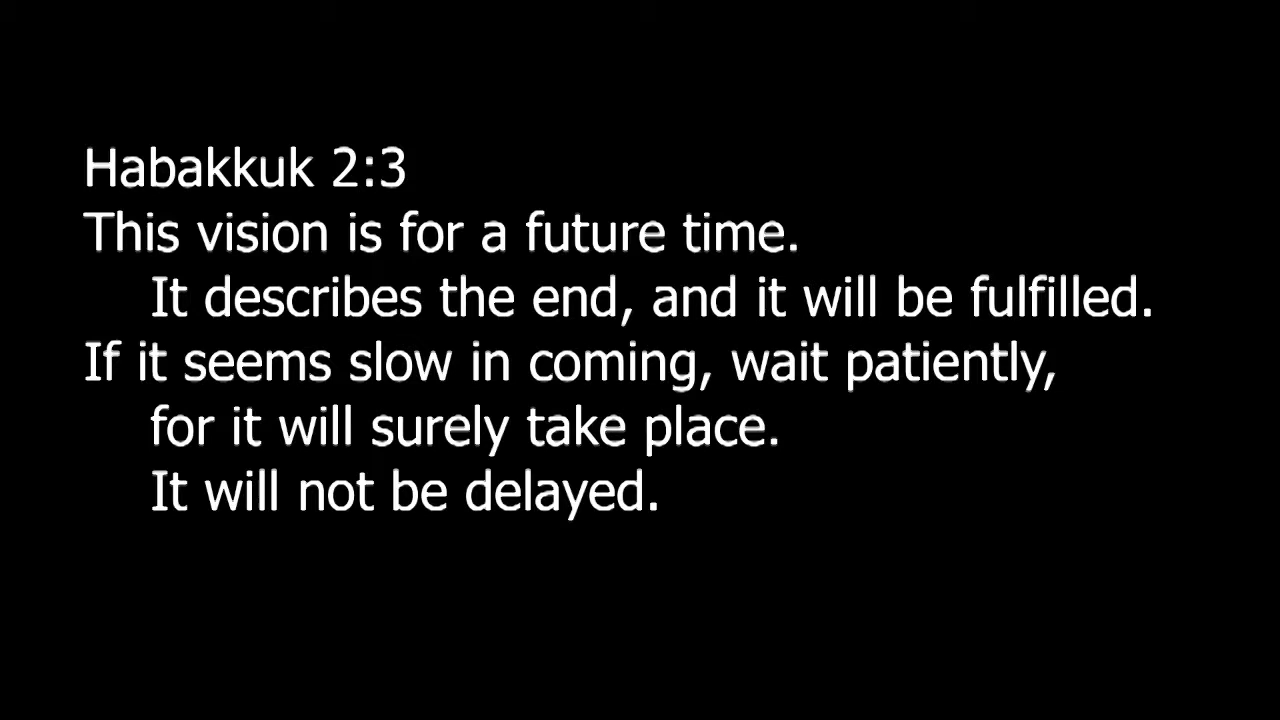 Habakkuk 2:3
This vision is for a future time.
It describes the end, and it will be fulfilled.
If it seems slow in coming, wait patiently,
for it will surely take place.
It will not be delayed.